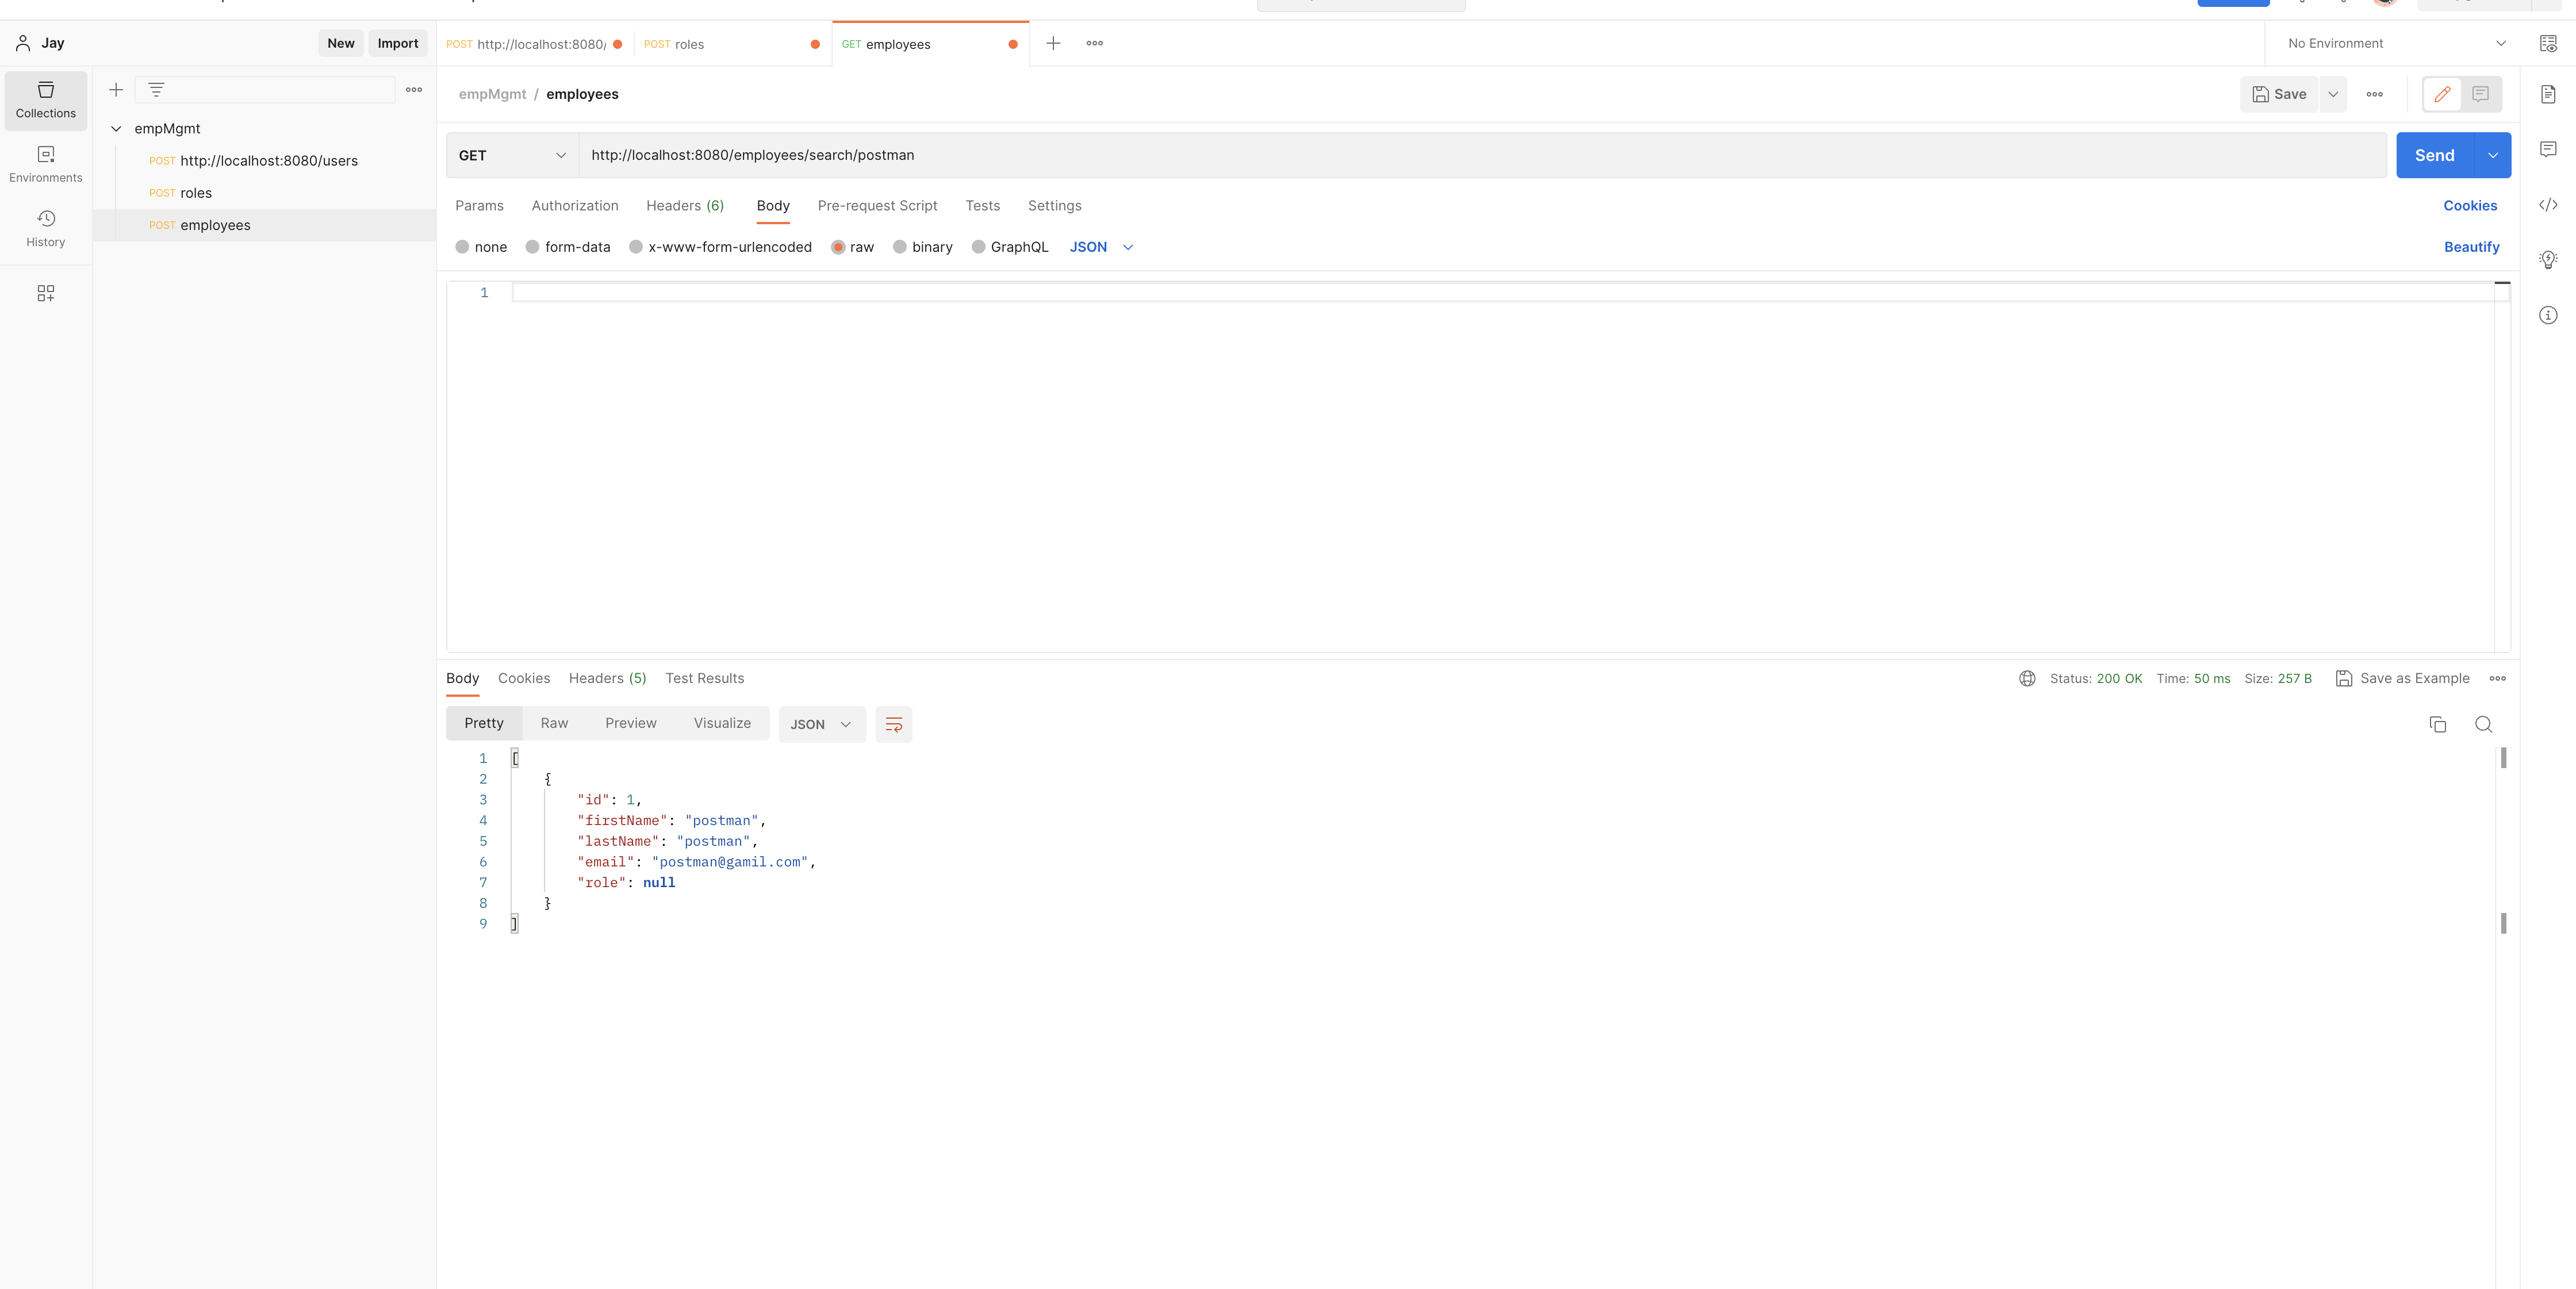 Jay
New
Import
POST http://localhost:8080/
POST roles
GET employees
No Environment
Collections
Environments
History
empMgmt
POST http://localhost:8080/users
POST roles
POST employees
empMgmt / employees
Save
GET
http://localhost:8080/employees/search/postman
Send
Params Authorization Headers (6) Body Pre-request Script Tests Settings
Cookies
none form-data x-www-form-urlencoded raw binary GraphQL JSON
Beautify
1
Body Cookies Headers (5) Test Results
Status: 200 OK Time: 50 ms Size: 257 B
Save as Example
Pretty Raw Preview Visualize JSON
1 [
2 {
3 "id": 1,
4 "firstName": "postman",
5 "lastName": "postman",
6 "email": "postman@gamil.com",
7 "role": null
8 }
9 ]